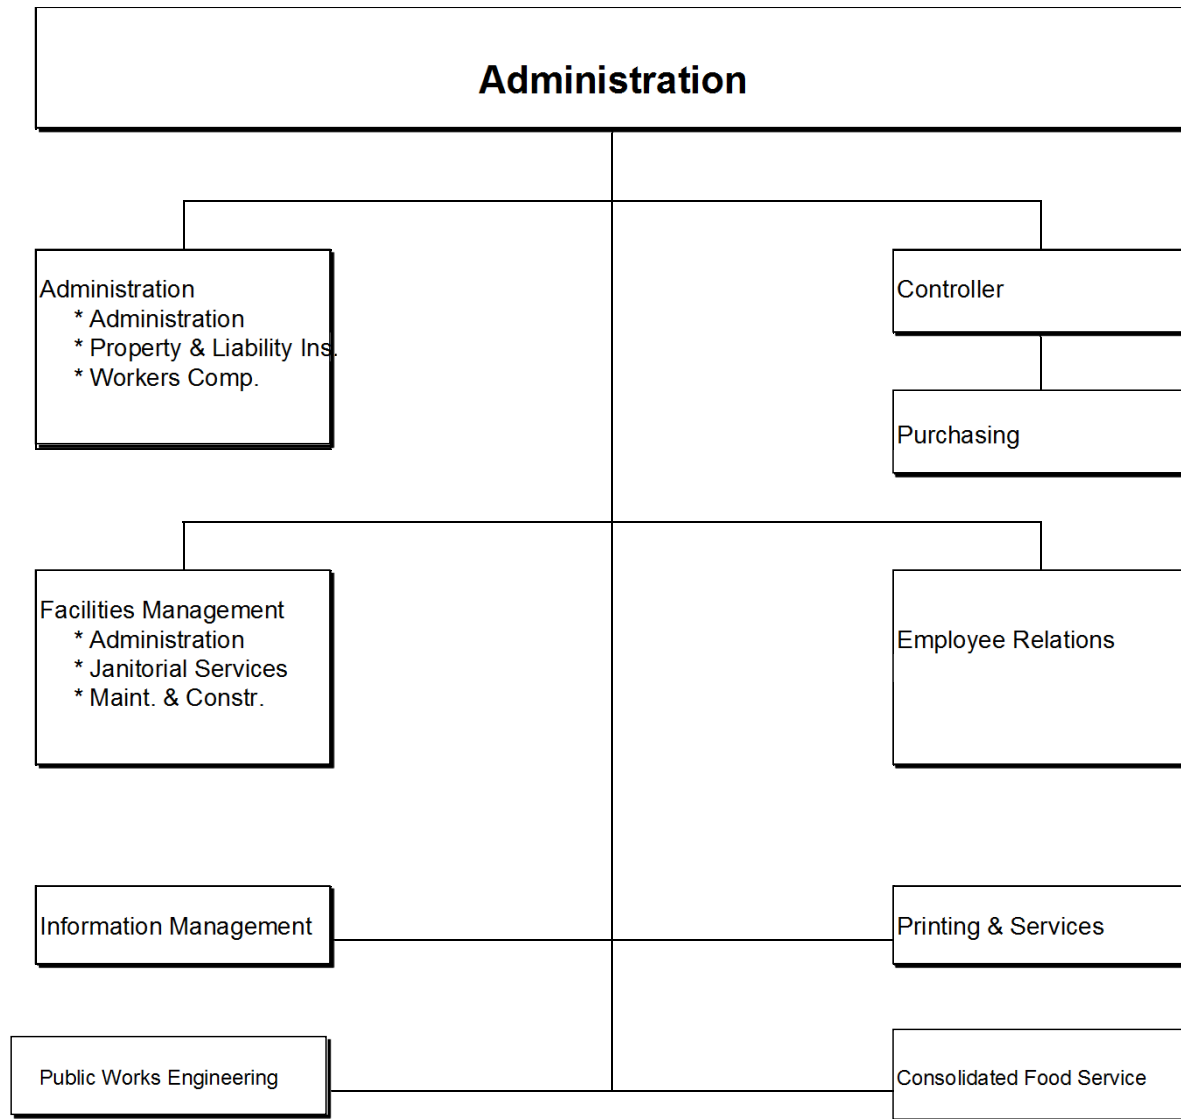 Administration
Administration
* Administration
* Property & Liability Ins.
* Workers Comp.
Controller
Purchasing
Facilities Management
* Administration
* Janitorial Services
* Maint. & Constr.
Employee Relations
Information Management
Printing & Services
Public Works Engineering
Consolidated Food Service